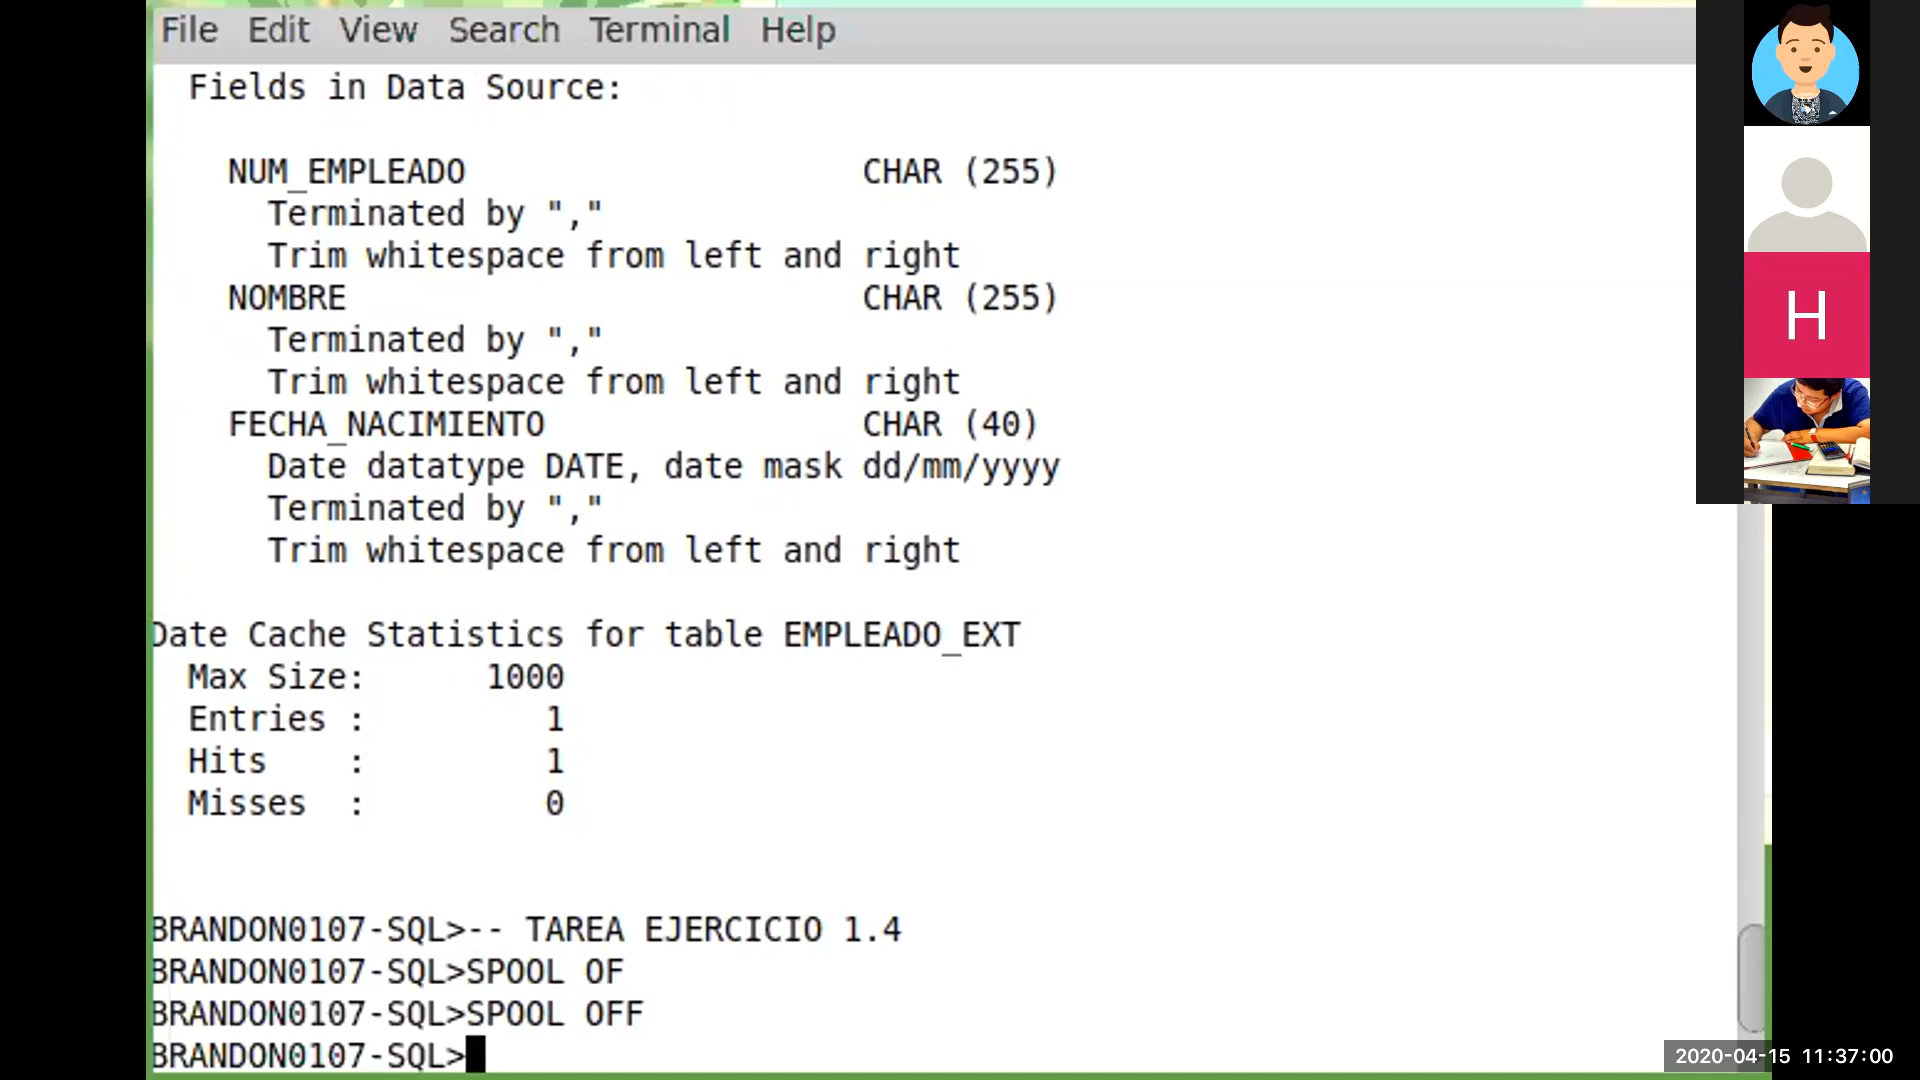 File Edit View Search Terminal Help
Fields in Data Source:
NUM_EMPLEADO CHAR (255)
Terminated by ","
Trim whitespace from left and right
NOMBRE CHAR (255)
Terminated by ","
Trim whitespace from left and right
FECHA_NACIMIENTO CHAR (40)
Date datatype DATE, date mask dd/mm/yyyy
Terminated by ","
Trim whitespace from left and right
Date Cache Statistics for table EMPLEADO_EXT
Max Size: 1000
Entries : 1
Hits : 1
Misses : 0
BRANDON0107-SQL>-- TAREA EJERCICIO 1.4
BRANDON0107-SQL>SPOOL OF
BRANDON0107-SQL>SPOOL OFF
BRANDON0107-SQL>
H
2020-04-15 11:37:00